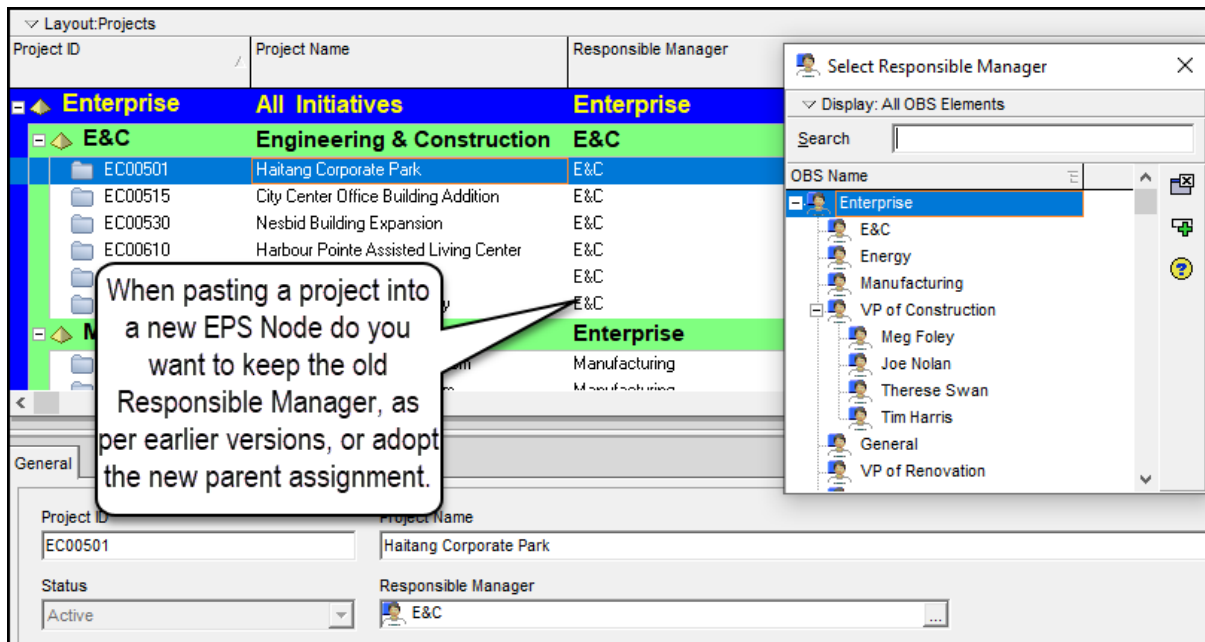 Layout:Projects
Project ID Project Name Responsible Manager
Enterprise All Initiatives Enterprise
E&C Engineering & Construction E&C
EC00501 Haitang Corporate Park E&C
EC00515 City Center Office Building Addition E&C
EC00530 Nesbid Building Expansion E&C
EC00610 Harbour Pointe Assisted Living Center E&C
E&C
E&C
Enterprise
Manufacturing
When pasting a project into
a new EPS Node do you
want to keep the old
Responsible Manager, as
per earlier versions, or adopt
the new parent assignment.
Select Responsible Manager
Display: All OBS Elements
Search
OBS Name
Enterprise
E&C
Energy
Manufacturing
VP of Construction
Meg Foley
Joe Nolan
Therese Swan
Tim Harris
General
VP of Renovation
General
Project ID Project Name
EC00501 Haitang Corporate Park
Status Responsible Manager
Active E&C ...